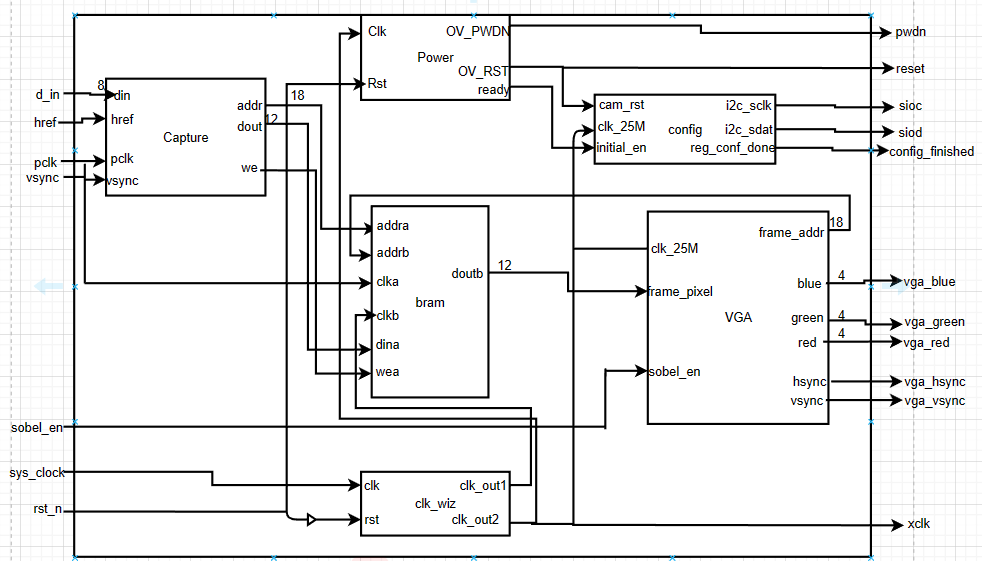 Clk
OV_PWDN
pwdn
Power
OV_RST
reset
Rst
ready
d_in
8
din
addr
18
href
href
dout
12
Capture
pclk
pclk
vsync
vsync
we
cam_rst
i2c_sclk
sioc
clk_25M
config
i2c_sdat
siod
initial_en
reg_conf_done
config_finished
addra
addrb
clka
doutb
12
bram
clkb
dina
wea
18
frame_addr
clk_25M
blue
4
vga_blue
frame_pixel
VGA
green
4
vga_green
red
4
vga_red
sobel_en
hsync
vga_hsync
vsync
vga_vsync
sobel_en
sys_clock
clk
clk_out1
clk_wiz
rst_n
rst
clk_out2
xclk